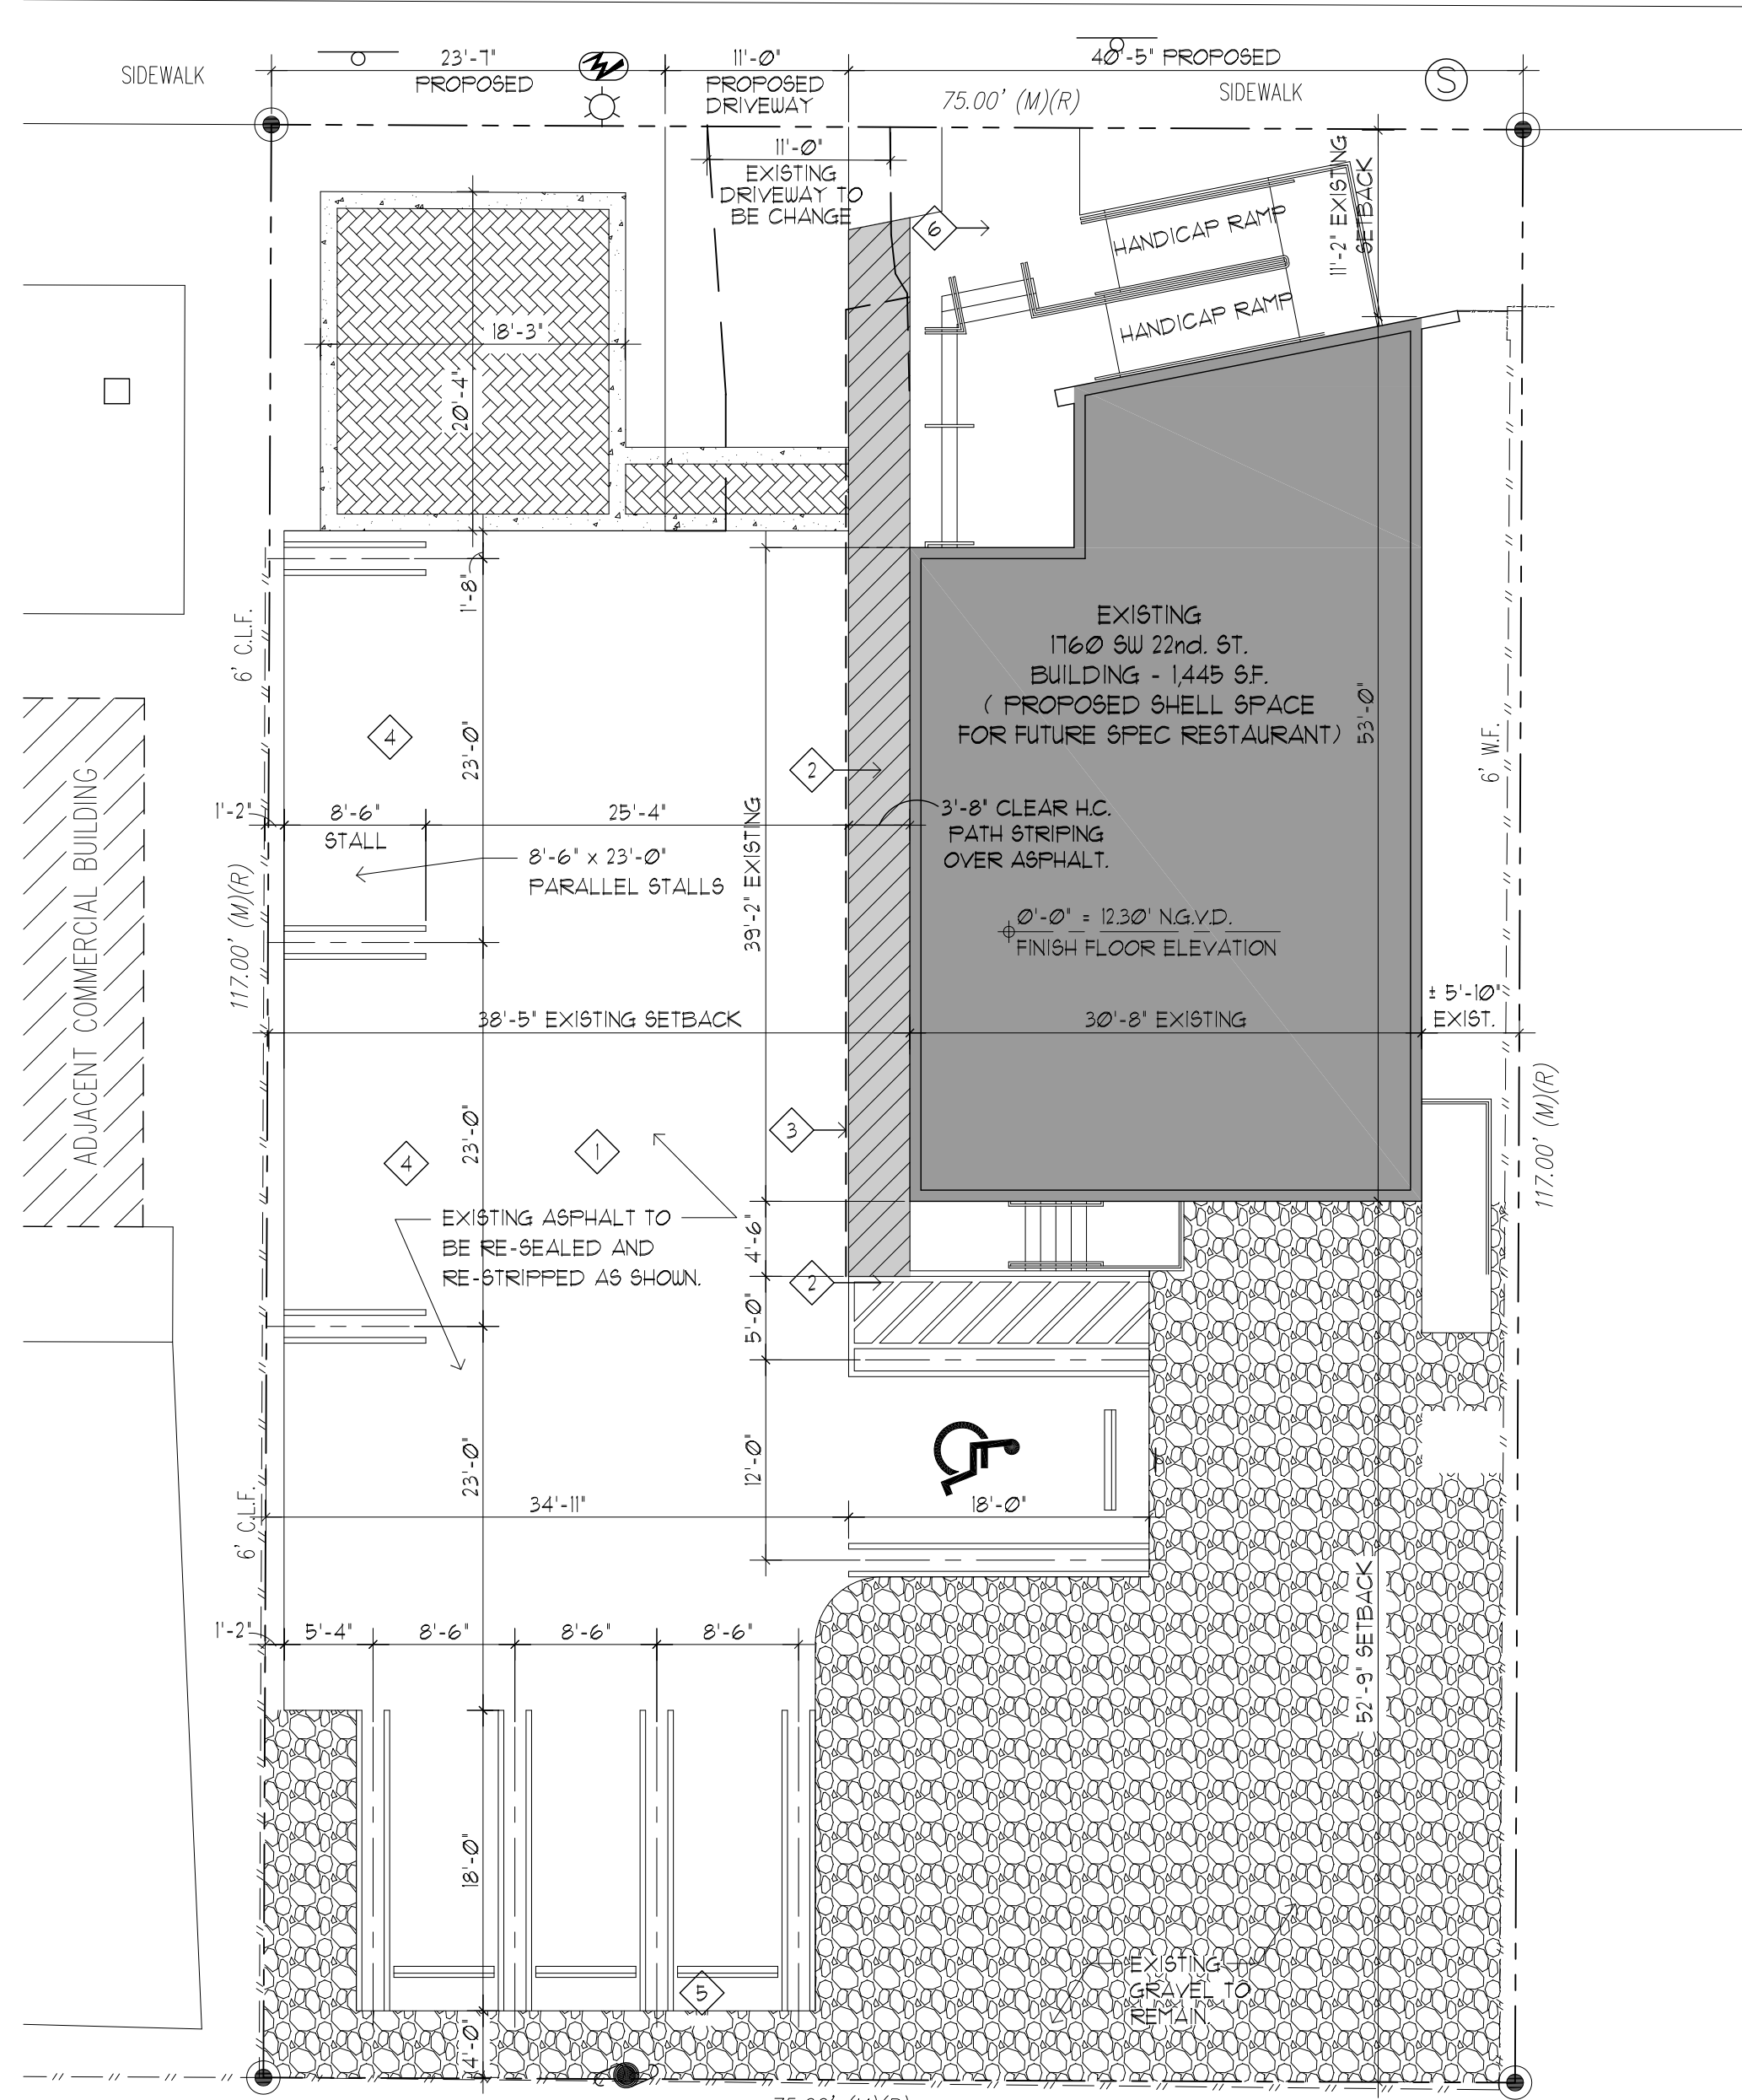 SIDEWALK
23'-7"
PROPOSED
11'-0"
PROPOSED
DRIVEWAY
40'-5" PROPOSED
75.00' (M)(R)
SIDEWALK
S
11'-0"
EXISTING
DRIVEWAY TO
BE CHANGE
6
HANDICAP RAMP
HANDICAP RAMP
11'-2" EXISTING
SETBACK
18'-3"
20'-4"
1'-8"
6' C.L.F.
EXISTING
1760 SW 22nd. ST.
BUILDING - 1,445 S.F.
( PROPOSED SHELL SPACE
FOR FUTURE SPEC RESTAURANT)
53'-0"
6' W.F.
4
23'-0"
2
ADJACENT COMMERCIAL BUILDING
1'-2"
8'-6"
STALL
25'-4"
8'-6" x 23'-0"
PARALLEL STALLS
39'-2" EXISTING
3'-8" CLEAR H.C.
PATH STRIPING
OVER ASPHALT.
117.00' (M)(R)
0'-0" = 12.30' N.G.V.D.
FINISH FLOOR ELEVATION
38'-5" EXISTING SETBACK
30'-8" EXISTING
± 5'-10"
EXIST.
117.00' (M)(R)
4
23'-0"
1
3
EXISTING ASPHALT TO
BE RE-SEALED AND
RE-STRIPPED AS SHOWN.
4'-6"
2
5'-0"
23'-0"
12'-0"
6' C.L.F.
34'-11"
18'-0"
52'-9" SETBACK
1'-2"
5'-4"
8'-6"
8'-6"
8'-6"
18'-0"
5
EXISTING
GRAVEL TO
REMAIN.
4'-0"
75.00' (M)(R)